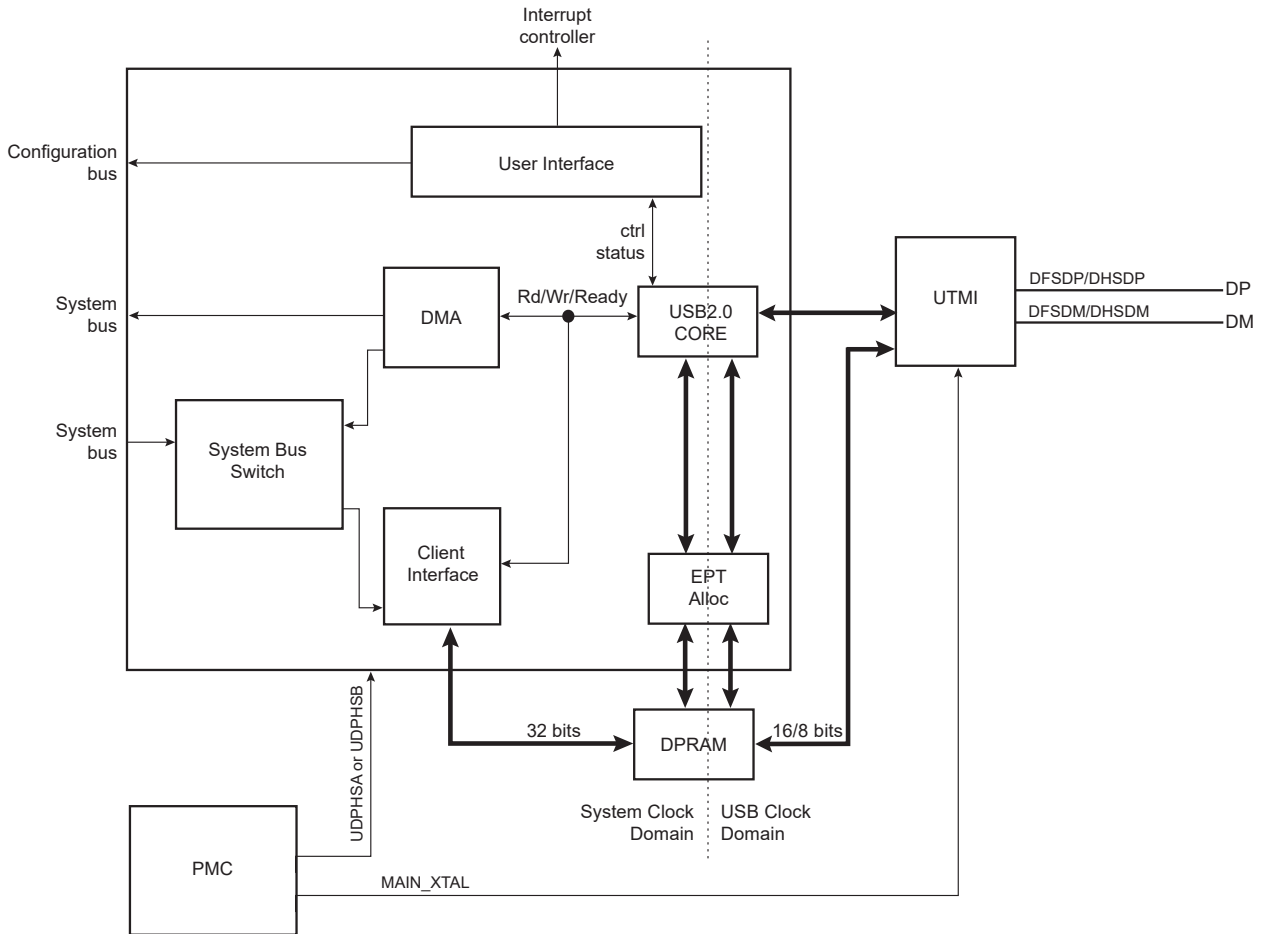 Interrupt
controller
User Interface
Configuration
bus
ctrl
status
System
bus
DMA
Rd/Wr/Ready
USB2.0
CORE
UTMI
DFSDP/DHSDP
DP
DFSDM/DHSDM
DM
System
bus
System Bus
Switch
Client
Interface
EPT
Alloc
UDPHSA or UDPHSB
32 bits
DPRAM
16/8 bits
System Clock
Domain
USB Clock
Domain
PMC
MAIN_XTAL